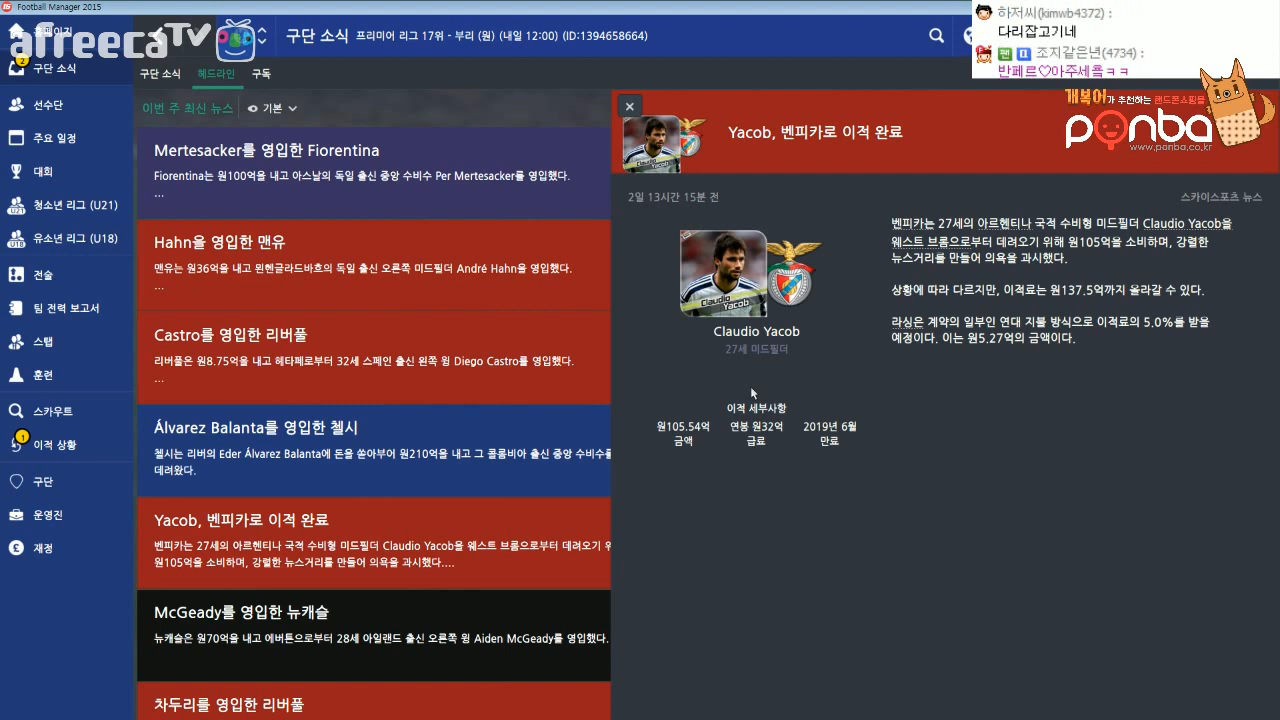 Football Manager 2015
afreecaTV
홈페이지
구단 소식
프리미어 리그 17위 - 부리 (원) (내일 12:00) (ID:1394568664)
하저씨(kimwb4372) :
다리잡고기네
팬
조지같은년(4734) :
반페르♡아주세욬ㅋㅋ
개복어가 추천하는 핸드폰쇼핑몰
ponba
www.ponba.co.kr
2
구단 소식
선수단
주요 일정
대회
U21
청소년 리그 (U21)
U18
유소년 리그 (U18)
전술
팀 전력 보고서
스탭
훈련
스카우트
1
이적 상황
구단
운영진
재정
구단 소식
헤드라인
구독
이번 주 최신 뉴스
기본
Mertesacker를 영입한 Fiorentina
Fiorentina는 원100억을 내고 아스날의 독일 출신 중앙 수비수 Per Mertesacker를 영입했다.
...
Hahn을 영입한 맨유
맨유는 원36억을 내고 묀헨글라드바흐의 독일 출신 오른쪽 미드필더 André Hahn을 영입했다.
...
Castro를 영입한 리버풀
리버풀은 원8.75억을 내고 헤타페로부터 32세 스페인 출신 왼쪽 윙 Diego Castro를 영입했다.
...
Álvarez Balanta를 영입한 첼시
첼시는 리버의 Eder Álvarez Balanta에 돈을 쏟아부어 원210억을 내고 그 콜롬비아 출신 중앙 수비수를
데려왔다.
Yacob, 벤피카로 이적 완료
벤피카는 27세의 아르헨티나 국적 수비형 미드필더 Claudio Yacob을 웨스트 브롬으로부터 데려오기 위
원105억을 소비하며, 강렬한 뉴스거리를 만들어 의욕을 과시했다....
McGeady를 영입한 뉴캐슬
뉴캐슬은 원70억을 내고 에버튼으로부터 28세 아일랜드 출신 오른쪽 윙 Aiden McGeady를 영입했다.
차두리를 영입한 리버풀
Yacob, 벤피카로 이적 완료
Claudio
Yacob
2일 13시간 15분 전
스카이스포츠 뉴스
Claudio
Yacob
Claudio Yacob
27세 미드필더
이적 세부사항
원105.54억
금액
연봉 원32억
급료
2019년 6월
만료
벤피카는 27세의 아르헨티나 국적 수비형 미드필더 Claudio Yacob을
웨스트 브롬으로부터 데려오기 위해 원105억을 소비하며, 강렬한
뉴스거리를 만들어 의욕을 과시했다.
상황에 따라 다르지만, 이적료는 원137.5억까지 올라갈 수 있다.
라싱은 계약의 일부인 연대 지불 방식으로 이적료의 5.0%를 받을
예정이다. 이는 원5.27억의 금액이다.